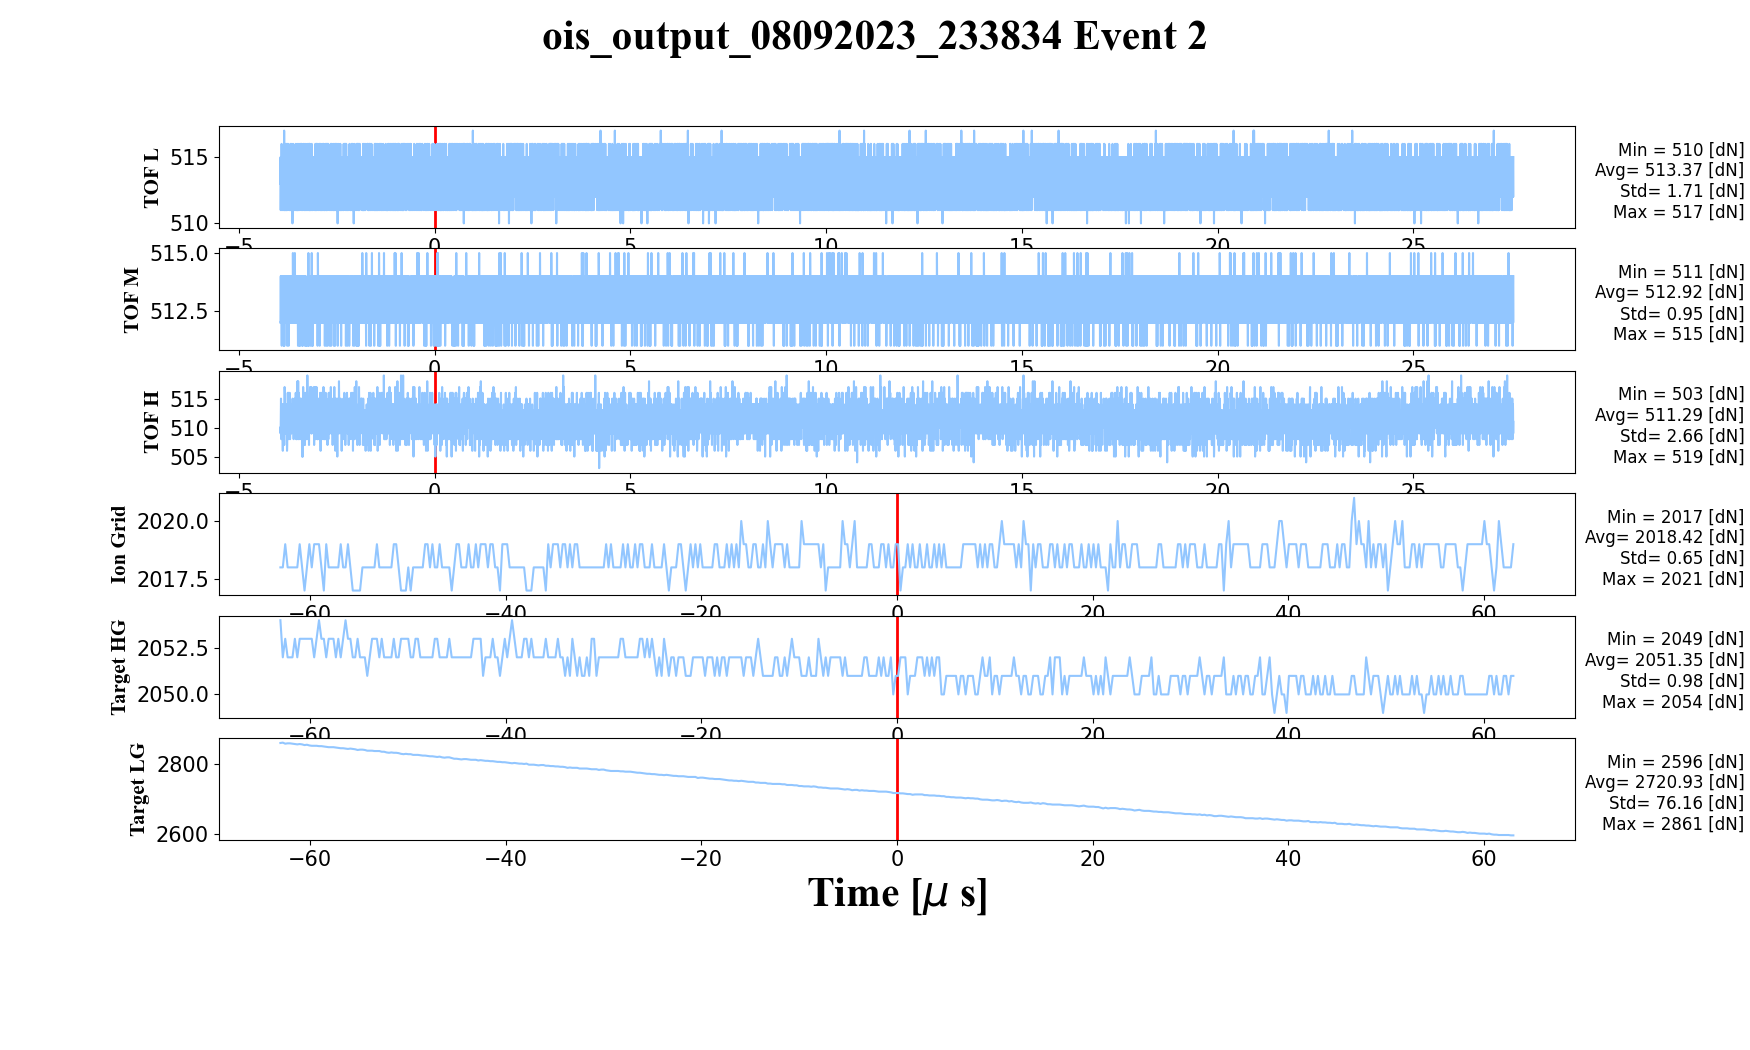 ois_output_08092023_233834 Event 2
TOF L
515
510
Min = 510 [dN]
Avg= 513.37 [dN]
Std= 1.71 [dN]
Max = 517 [dN]
−5 0 5 10 15 20 25
TOF M
515.0
512.5
Min = 511 [dN]
Avg= 512.92 [dN]
Std= 0.95 [dN]
Max = 515 [dN]
−5 0 5 10 15 20 25
TOF H
515
510
505
Min = 503 [dN]
Avg= 511.29 [dN]
Std= 2.66 [dN]
Max = 519 [dN]
−5 0 5 10 15 20 25
Ion Grid
2020.0
2017.5
Min = 2017 [dN]
Avg= 2018.42 [dN]
Std= 0.65 [dN]
Max = 2021 [dN]
−60 −40 −20 0 20 40 60
Target HG
2052.5
2050.0
Min = 2049 [dN]
Avg= 2051.35 [dN]
Std= 0.98 [dN]
Max = 2054 [dN]
−60 −40 −20 0 20 40 60
Target LG
2800
2600
Min = 2596 [dN]
Avg= 2720.93 [dN]
Std= 76.16 [dN]
Max = 2861 [dN]
−60 −40 −20 0 20 40 60
Time [μ s]